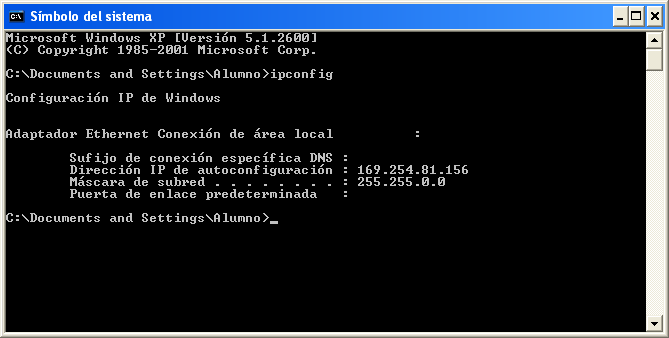 Símbolo del sistema
Microsoft Windows XP [Versión 5.1.2600]
(C) Copyright 1985-2001 Microsoft Corp.
C:\Documents and Settings\Alumno>ipconfig
Configuración IP de Windows
Adaptador Ethernet Conexión de área local          :
Sufijo de conexión específica DNS :
Dirección IP de autoconfiguración : 169.254.81.156
Máscara de subred . . . . . . . . : 255.255.0.0
Puerta de enlace predeterminada   :
C:\Documents and Settings\Alumno>_